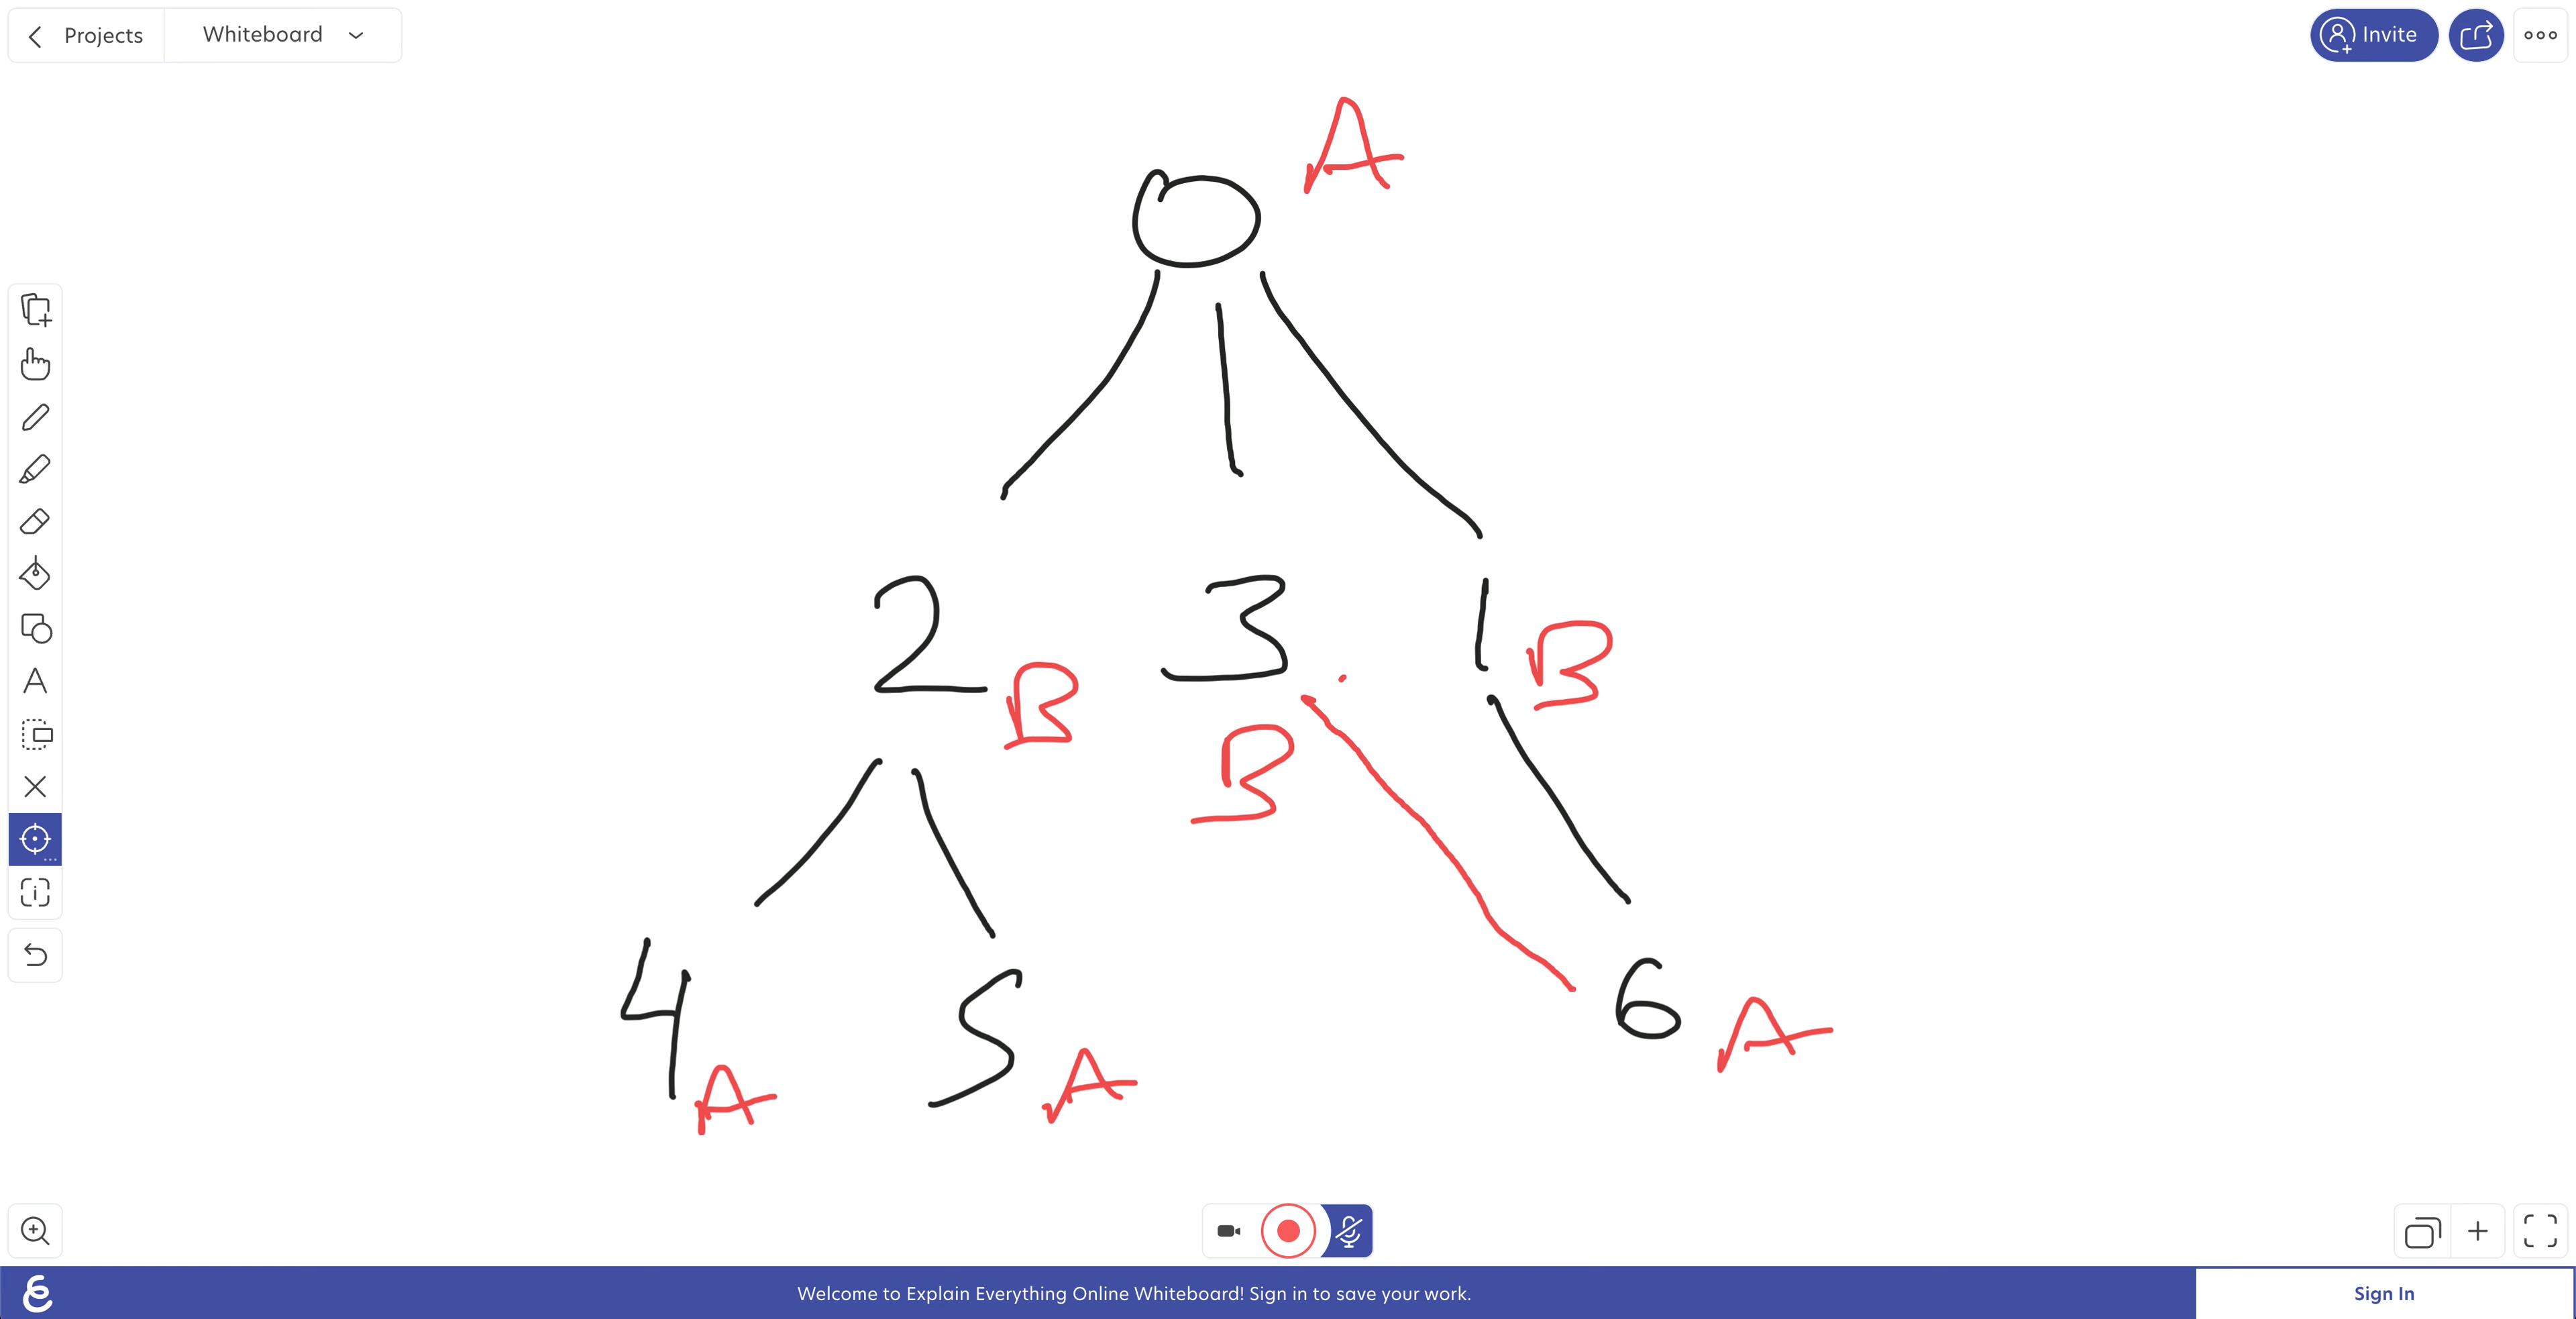 Projects
Whiteboard
Invite
A
0
2 3 1
B B
B
4 5 6
A A A
Welcome to Explain Everything Online Whiteboard! Sign in to save your work.
Sign In